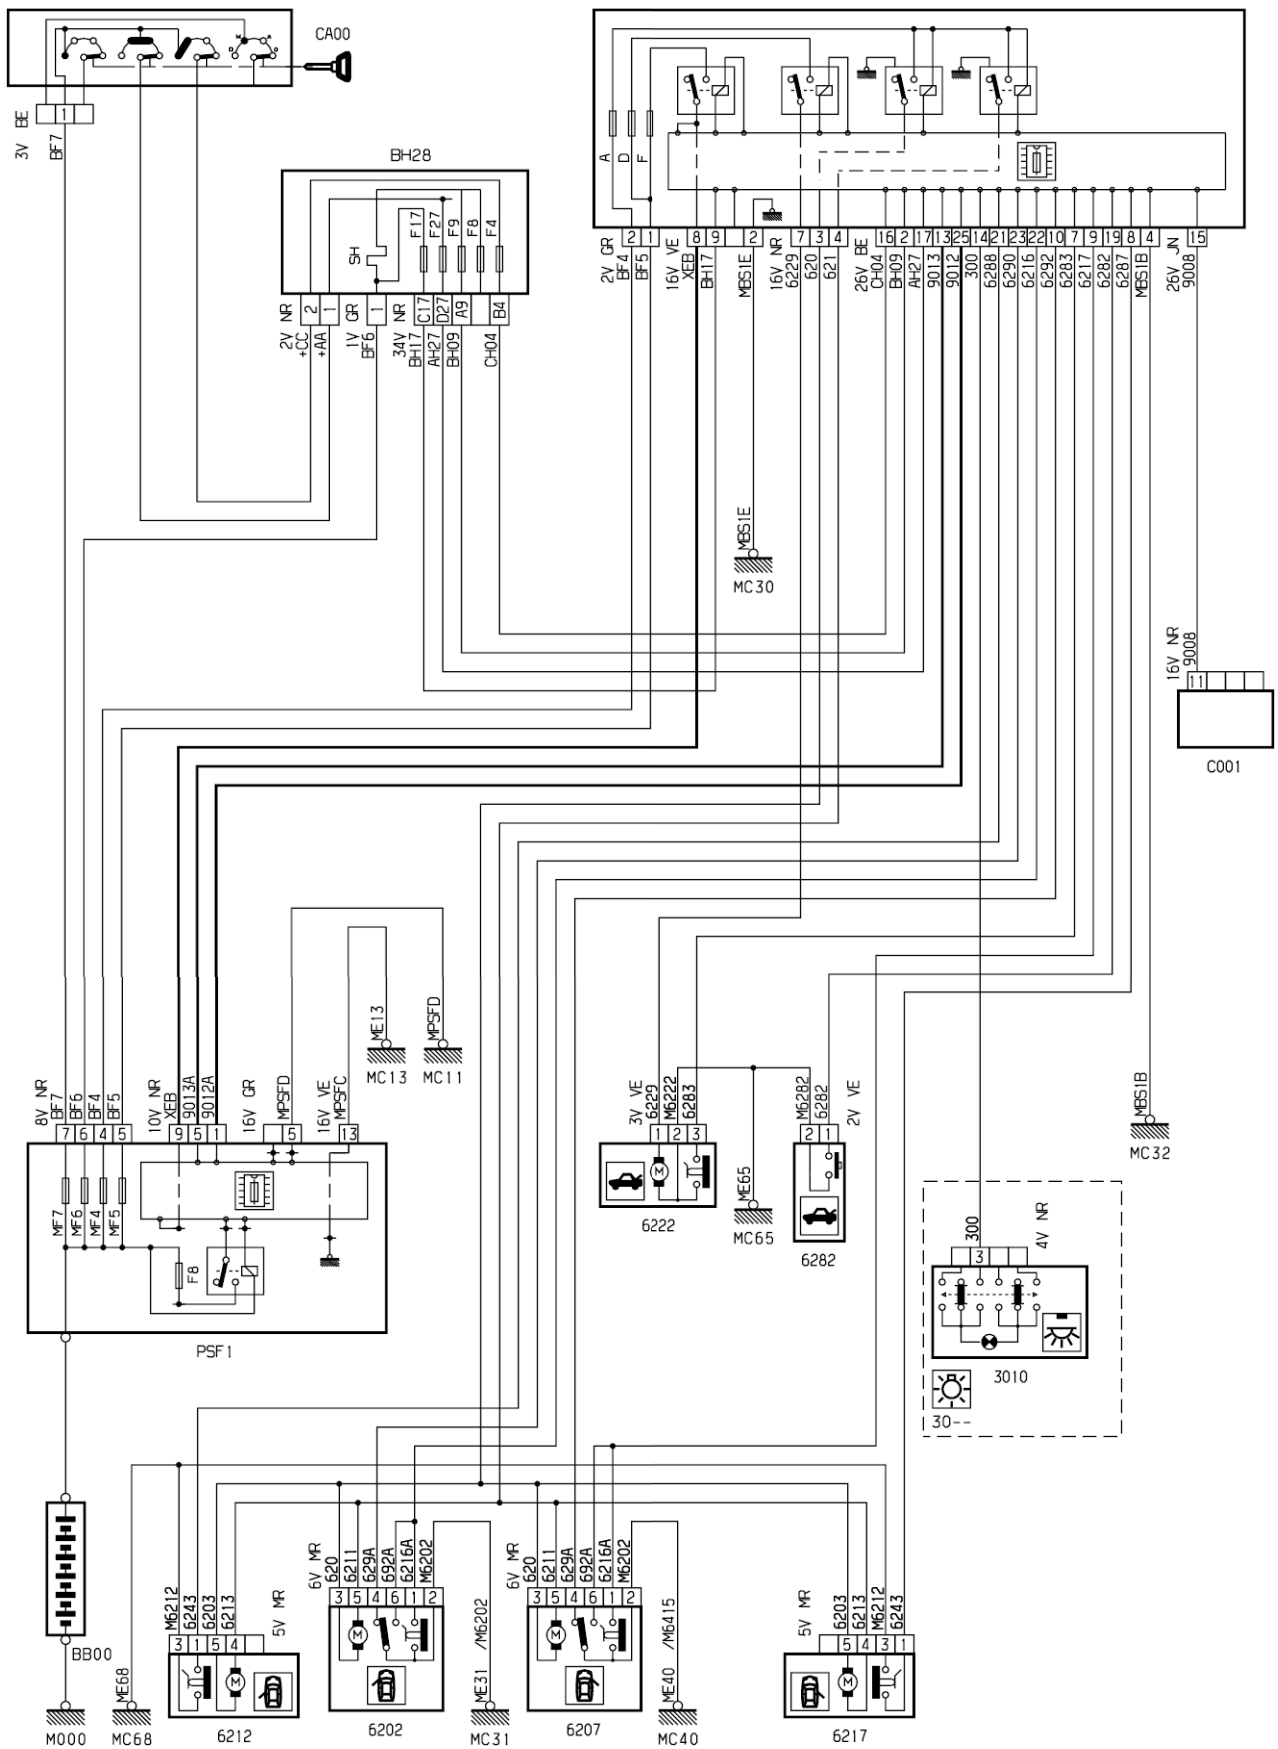 CA00
M A
D D
3V BE
1
BF7
BH28
SH
F17
F27
F9
F8
F4
2V NR
2
1
+CC
+AA
1V GR
1
BF6
34V NR
C17
D27
A9
B4
BH17
AH27
BH09
CH04
A
D
F
2V GR
2
1
BF4
BF5
16V VE
8
9
2
XEB
BH17
MBS1E
16V NR
7
3
4
6229
620
621
26V BE
16
2
17
13
25
14
21
23
22
10
7
9
19
8
4
CH04
BH09
AH27
9013
9012
300
6288
6290
6216
6292
6283
6217
6282
6287
MBS1B
26V JN
15
9008
MBS1E
MC30
16V NR
9008
11
C001
ME13
MC13
MPSFD
MC11
8V NR
BF7
BF6
BF4
BF5
7
6
4
5
10V NR
XEB
9013A
9012A
9
5
1
16V GR
MPSFD
5
16V VE
MPSFC
13
MF7
MF6
MF4
MF5
F8
PSF1
3V VE
6229
M6222
6283
1
2
3
M
6222
ME65
MC65
M6282
6282
2V VE
2
1
6282
MBS1B
MC32
300
4V NR
3
3010
30--
BB00
M000
ME68
MC68
M6212
6243
6203
6213
5V MR
3
1
5
4
M
6212
6V MR
620
6211
629A
692A
6216A
M6202
3
5
4
6
1
2
M
6202
ME31 /M6202
MC31
6V MR
620
6211
629A
692A
6216A
M6202
3
5
4
6
1
2
M
6207
ME40 /M6415
MC40
5V MR
6203
6213
M6212
6243
5
4
3
1
M
6217